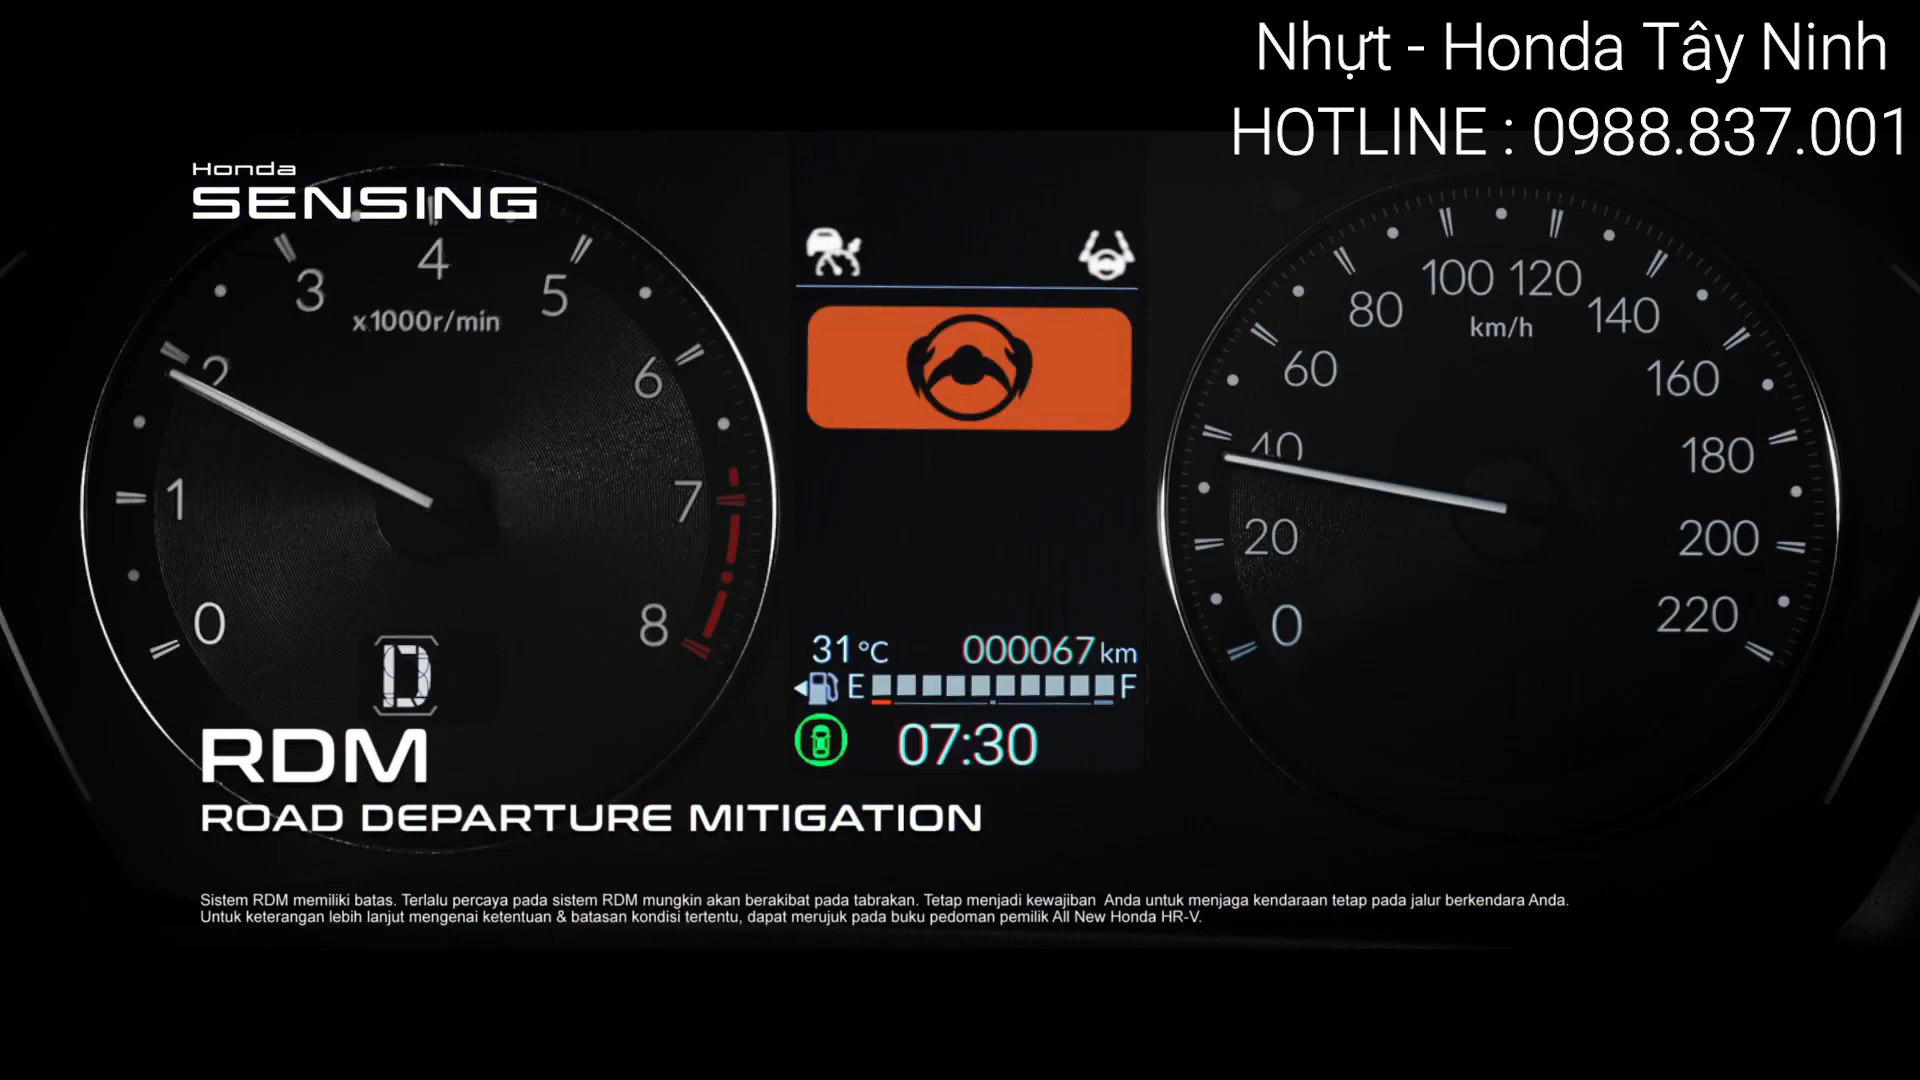 Nhựt - Honda Tây Ninh
HOTLINE : 0988.837.001
Honda
SENSING
0
1
2
3
4
5
6
7
8
x1000r/min
D
31 °C 000067 km
E F
07:30
0
20
40
60
80
100
120
140
160
180
200
220
km/h
RDM
ROAD DEPARTURE MITIGATION
Sistem RDM memiliki batas. Terlalu percaya pada sistem RDM mungkin akan berakibat pada tabrakan. Tetap menjadi kewajiban Anda untuk menjaga kendaraan tetap pada jalur berkendara Anda.
Untuk keterangan lebih lanjut mengenai ketentuan & batasan kondisi tertentu, dapat merujuk pada buku pedoman pemilik All New Honda HR-V.